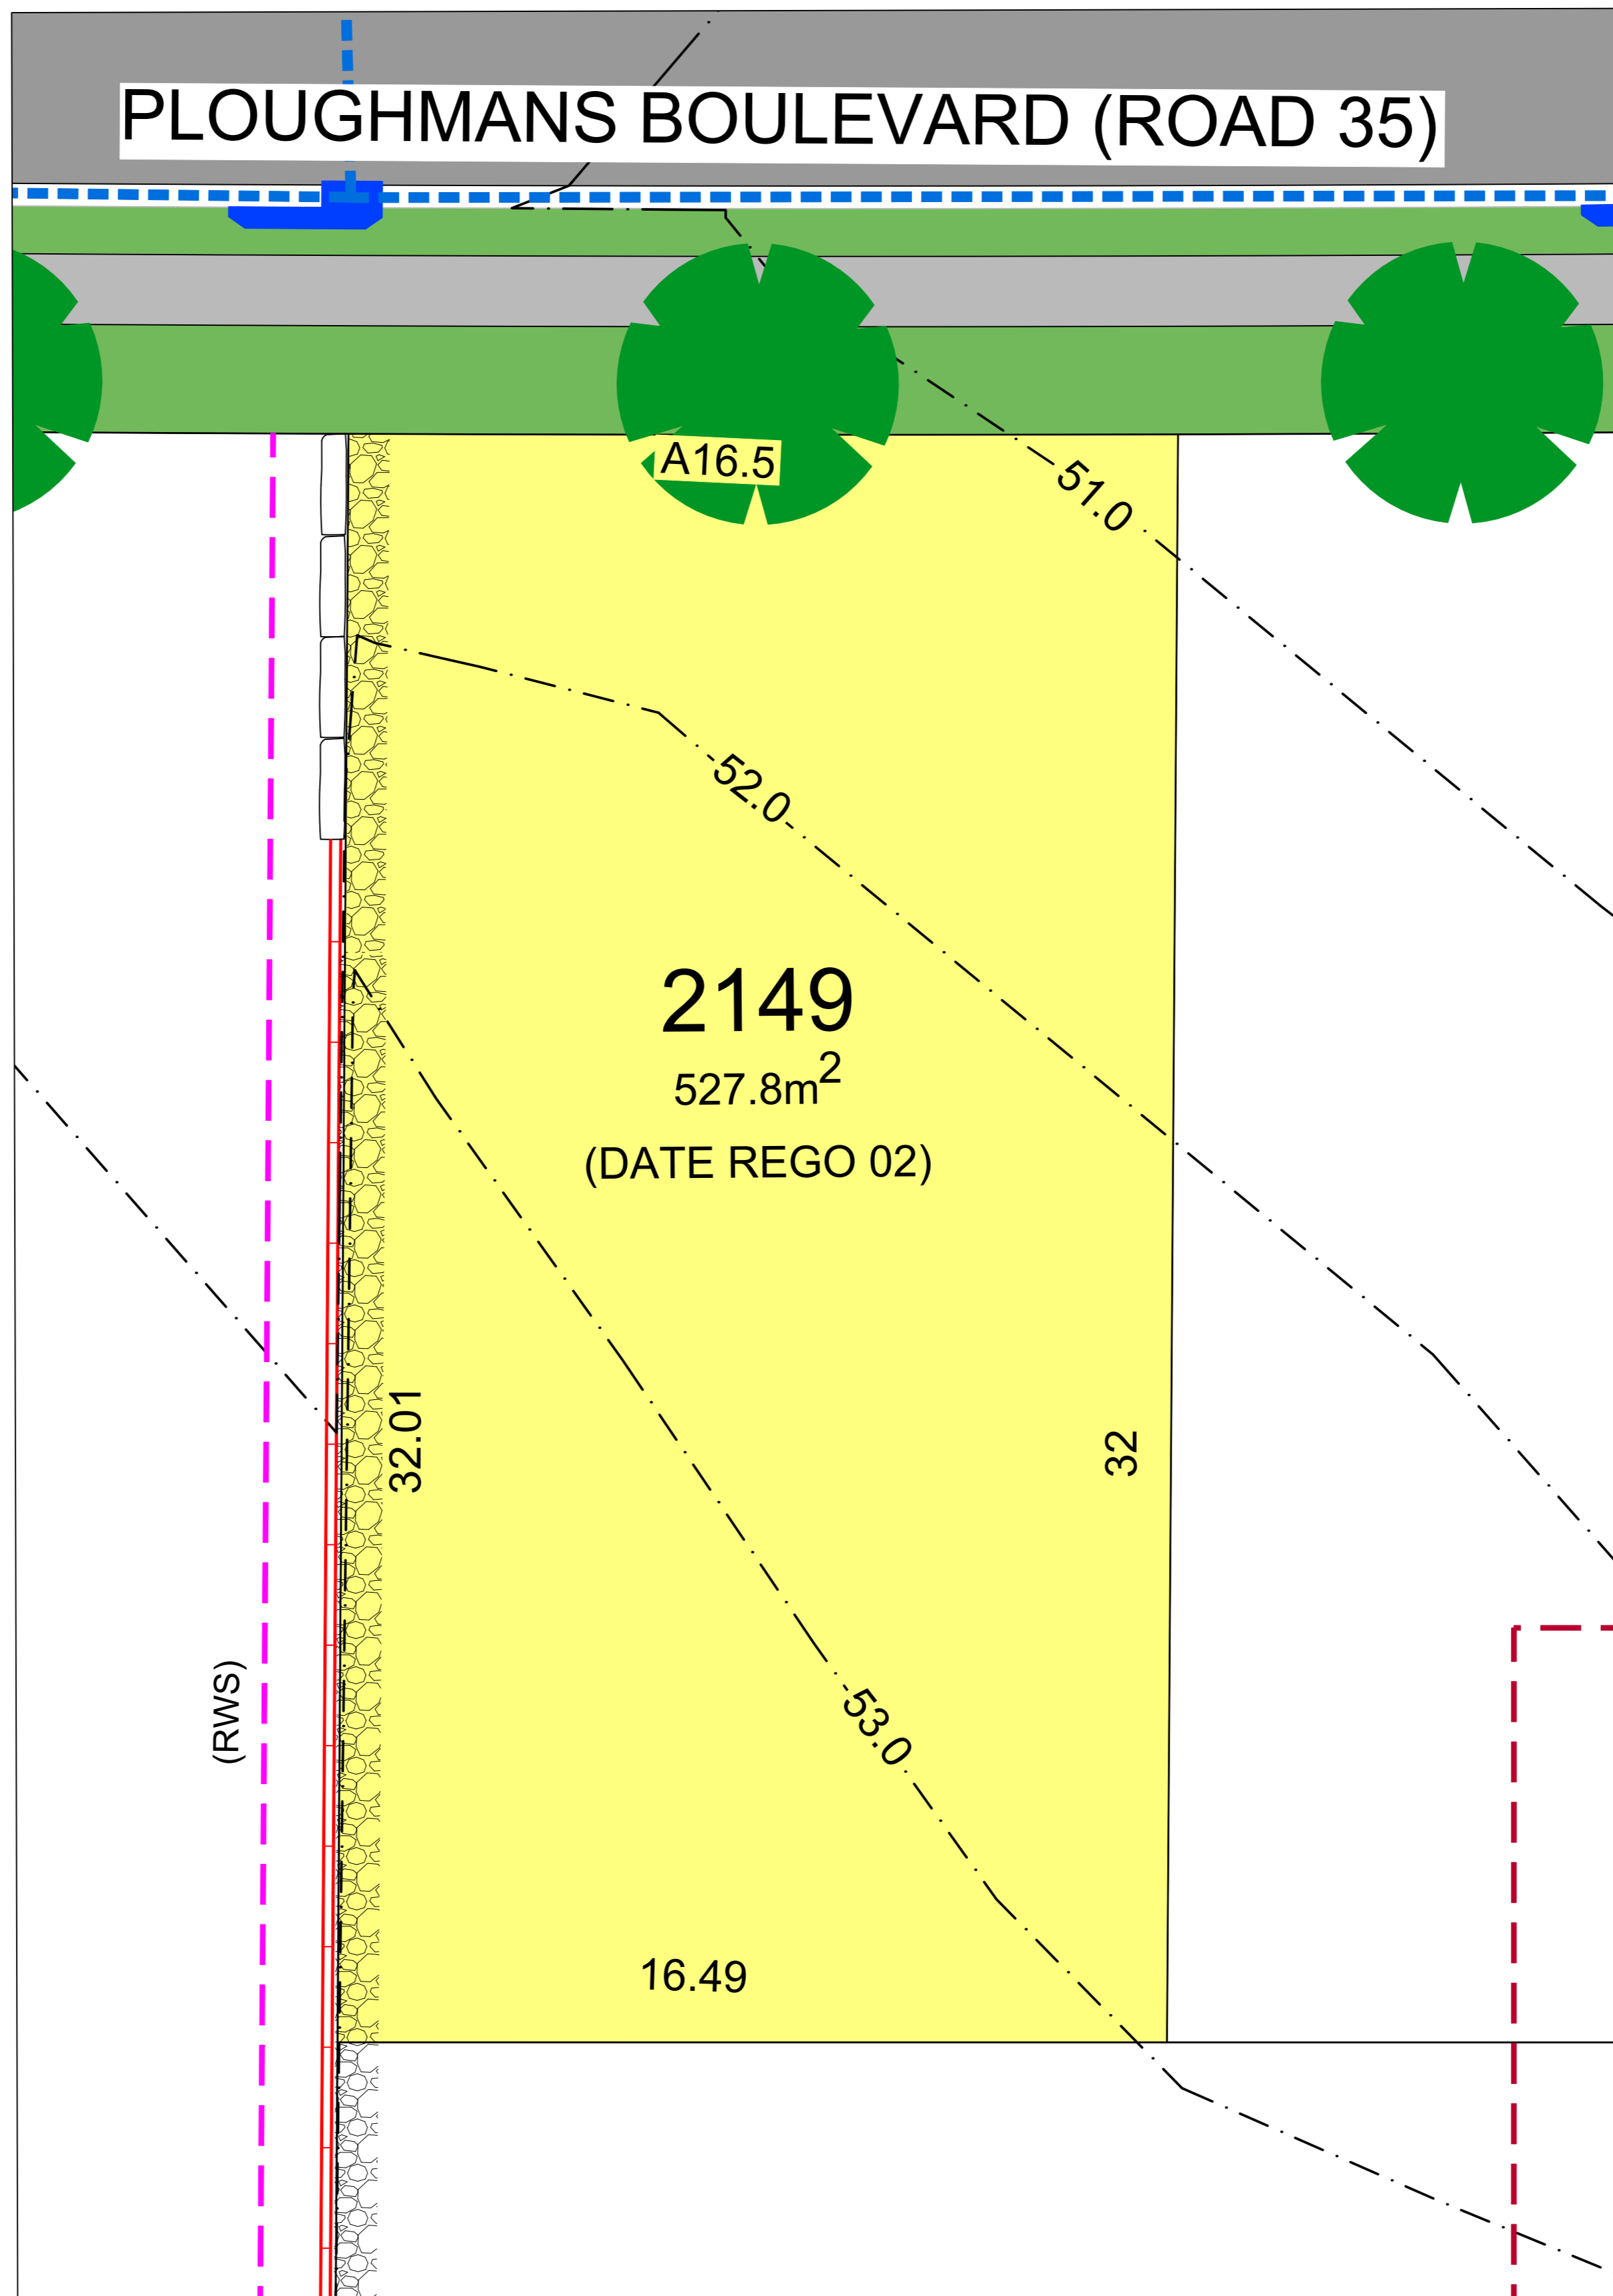 PLOUGHMANS BOULEVARD (ROAD 35)
A16.5
51.0
52.0
2149
527.8m²
(DATE REGO 02)
32.01
32
(RWS)
53.0
16.49